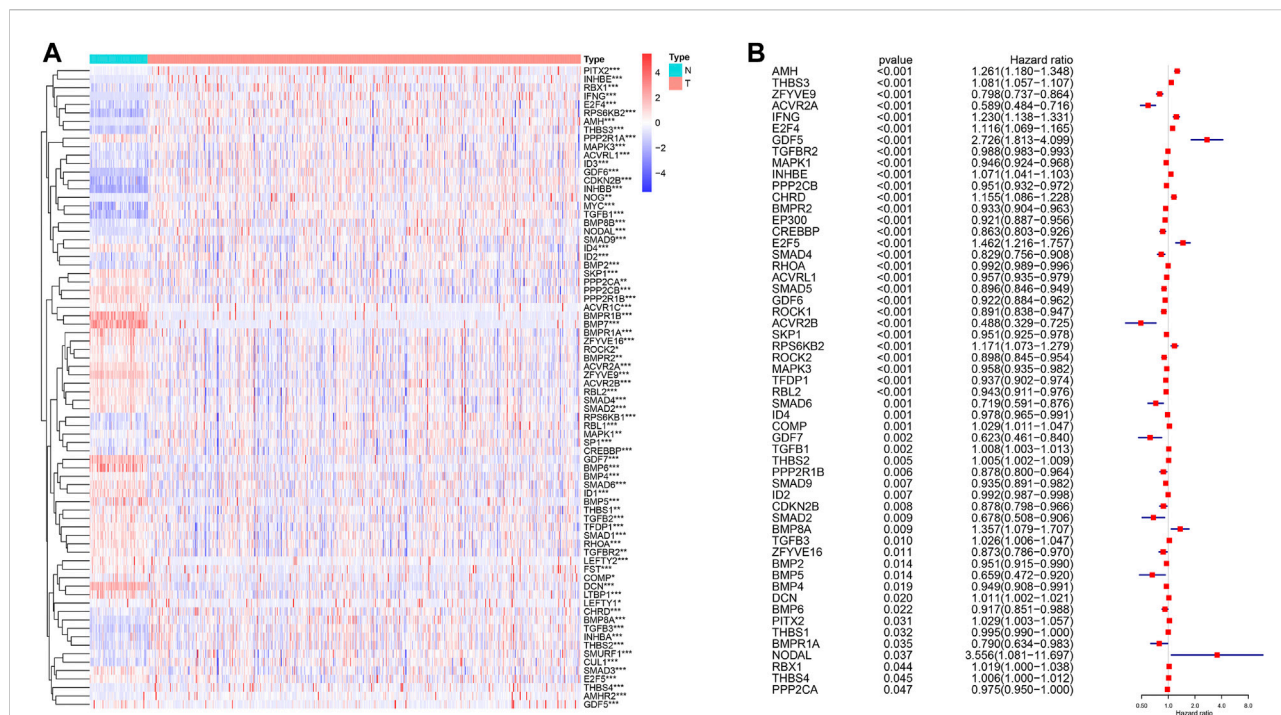 A
Type
PITX2***
INHBE***
RBX1***
IFNG***
E2F4***
RPS6KB2***
AMH***
THBS3***
PPP2R1A***
MAPK3***
ACVRL1***
ID3***
GDF6***
CDKN2B***
INHBB***
NOG**
MYC***
TGFB1***
BMP8B***
NODAL***
SMAD9***
ID4***
ID2***
BMP2***
SKP1***
PPP2CA**
PPP2CB***
PPP2R1B***
ACVR1C***
BMPR1B***
BMP7***
BMPR1A***
ZFYVE16***
ROCK2*
BMPR2**
ACVR2A***
ZFYVE9***
ACVR2B***
RBL2***
SMAD4***
SMAD2***
RPS6KB1***
RBL1***
MAPK1**
SP1***
CREBBP***
GDF7***
BMP6***
BMP4***
SMAD6***
ID1***
BMP5***
THBS1**
TGFB2***
TFDP1***
SMAD1***
RHOA***
TGFBR2**
LEFTY2***
FST***
COMP*
DCN***
LTBP1***
LEFTY1*
CHRD***
BMP8A***
TGFB3***
INHBA***
THBS2***
SMURF1***
CUL1***
SMAD3***
E2F5***
THBS4***
AMHR2***
GDF5***
4
2
0
−2
−4
Type
N
T
B
pvalue Hazard ratio
AMH <0.001 1.261(1.180−1.348)
THBS3 <0.001 1.081(1.057−1.107)
ZFYVE9 <0.001 0.798(0.737−0.864)
ACVR2A <0.001 0.589(0.484−0.716)
IFNG <0.001 1.230(1.138−1.331)
E2F4 <0.001 1.116(1.069−1.165)
GDF5 <0.001 2.726(1.813−4.099)
TGFBR2 <0.001 0.988(0.983−0.993)
MAPK1 <0.001 0.946(0.924−0.968)
INHBE <0.001 1.071(1.041−1.103)
PPP2CB <0.001 0.951(0.932−0.972)
CHRD <0.001 1.155(1.086−1.228)
BMPR2 <0.001 0.933(0.904−0.963)
EP300 <0.001 0.921(0.887−0.956)
CREBBP <0.001 0.863(0.803−0.926)
E2F5 <0.001 1.462(1.216−1.757)
SMAD4 <0.001 0.829(0.756−0.908)
RHOA <0.001 0.992(0.989−0.996)
ACVRL1 <0.001 0.957(0.935−0.979)
SMAD5 <0.001 0.896(0.846−0.949)
GDF6 <0.001 0.922(0.884−0.962)
ROCK1 <0.001 0.891(0.838−0.947)
ACVR2B <0.001 0.488(0.329−0.725)
SKP1 <0.001 0.951(0.925−0.978)
RPS6KB2 <0.001 1.171(1.073−1.279)
ROCK2 <0.001 0.898(0.845−0.954)
MAPK3 <0.001 0.958(0.935−0.982)
TFDP1 <0.001 0.937(0.902−0.974)
RBL2 <0.001 0.943(0.911−0.976)
SMAD6 0.001 0.719(0.591−0.876)
ID4 0.001 0.978(0.965−0.991)
COMP 0.001 1.029(1.011−1.047)
GDF7 0.002 0.623(0.461−0.840)
TGFB1 0.002 1.008(1.003−1.013)
THBS2 0.005 1.005(1.002−1.009)
PPP2R1B 0.006 0.878(0.800−0.964)
SMAD9 0.007 0.935(0.891−0.982)
ID2 0.007 0.992(0.987−0.998)
CDKN2B 0.008 0.878(0.798−0.966)
SMAD2 0.009 0.678(0.508−0.906)
BMP8A 0.009 1.357(1.079−1.707)
TGFB3 0.010 1.026(1.006−1.047)
ZFYVE16 0.011 0.873(0.786−0.970)
BMP2 0.014 0.951(0.915−0.990)
BMP5 0.014 0.659(0.472−0.920)
BMP4 0.019 0.949(0.908−0.991)
DCN 0.020 1.011(1.002−1.021)
BMP6 0.022 0.917(0.851−0.988)
PITX2 0.031 1.029(1.003−1.057)
THBS1 0.032 0.995(0.990−1.000)
BMPR1A 0.035 0.790(0.634−0.983)
NODAL 0.037 3.556(1.081−11.697)
RBX1 0.044 1.019(1.000−1.038)
THBS4 0.045 1.006(1.000−1.012)
PPP2CA 0.047 0.975(0.950−1.000)
0.50 1.0 2.0 4.0 8.0
Hazard ratio